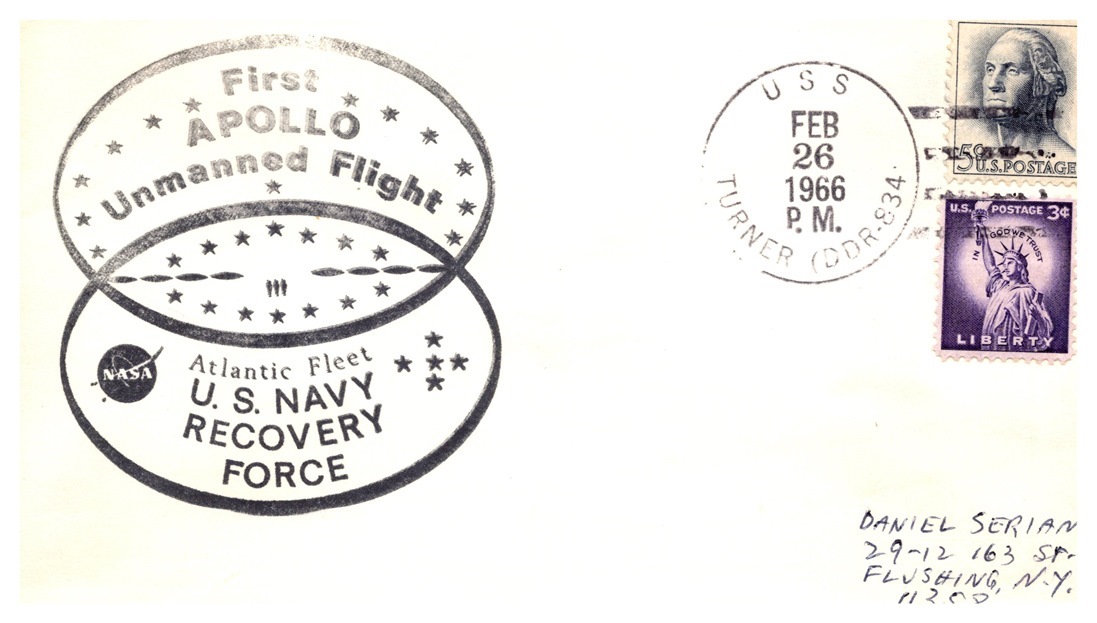 First
APOLLO
Unmanned Flight
III
NASA
Atlantic Fleet
U. S. NAVY
RECOVERY
FORCE
USS
FEB
26
1966
P. M.
TURNER (DDR-834
5¢
U.S. POSTAGE
U.S. POSTAGE 3¢
IN GOD WE TRUST
LIBERTY
DANIEL SERIAN
29-12 163 ST.
FLUSHING, N.Y.